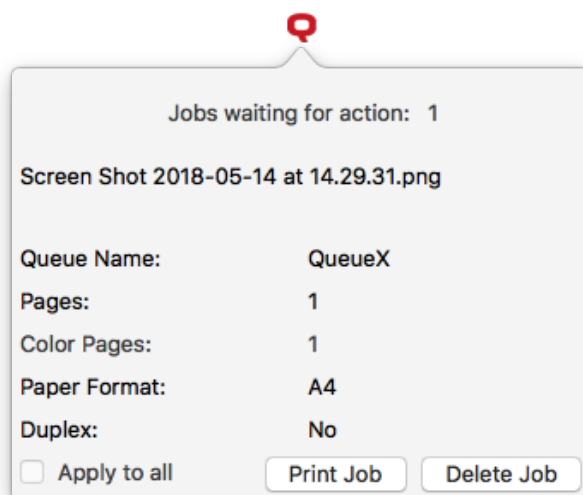 Q
Jobs waiting for action: 1
Screen Shot 2018-05-14 at 14.29.31.png
Queue Name: QueueX
Pages: 1
Color Pages: 1
Paper Format: A4
Duplex: No
Apply to all Print Job Delete Job